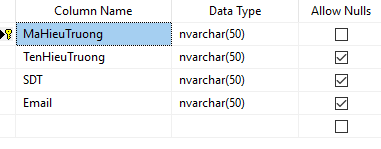 Column Name Data Type Allow Nulls
MaHieuTruong nvarchar(50)
TenHieuTruong nvarchar(50)
SDT nvarchar(50)
Email nvarchar(50)